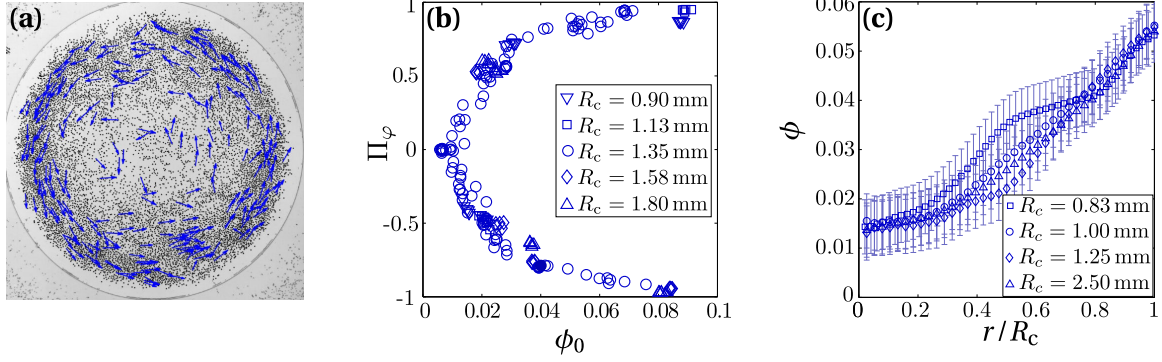 (a)
(b)
1
0.5
0
-0.5
-1
Π_φ
0
0.02
0.04
0.06
0.08
0.1
ϕ_0
R_c = 0.90 mm
R_c = 1.13 mm
R_c = 1.35 mm
R_c = 1.58 mm
R_c = 1.80 mm
(c)
0.06
0.05
0.04
0.03
0.02
0.01
0
ϕ
0
0.2
0.4
0.6
0.8
1
r/R_c
R_c = 0.83 mm
R_c = 1.00 mm
R_c = 1.25 mm
R_c = 2.50 mm